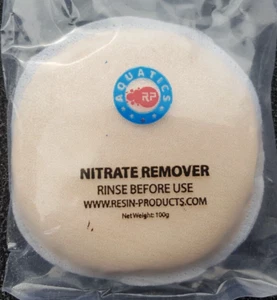 AQUATICS
RP
NITRATE REMOVER
RINSE BEFORE USE
WWW.RESIN-PRODUCTS.COM
Net Weight: 100g